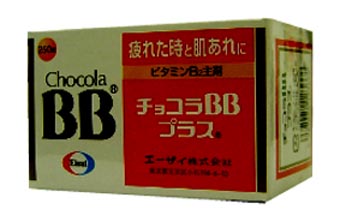 250錠
Chocola
BB®
Eisai
疲れた時と肌あれに
ビタミンB₂主剤
チョコラBB
プラス®
エーザイ株式会社